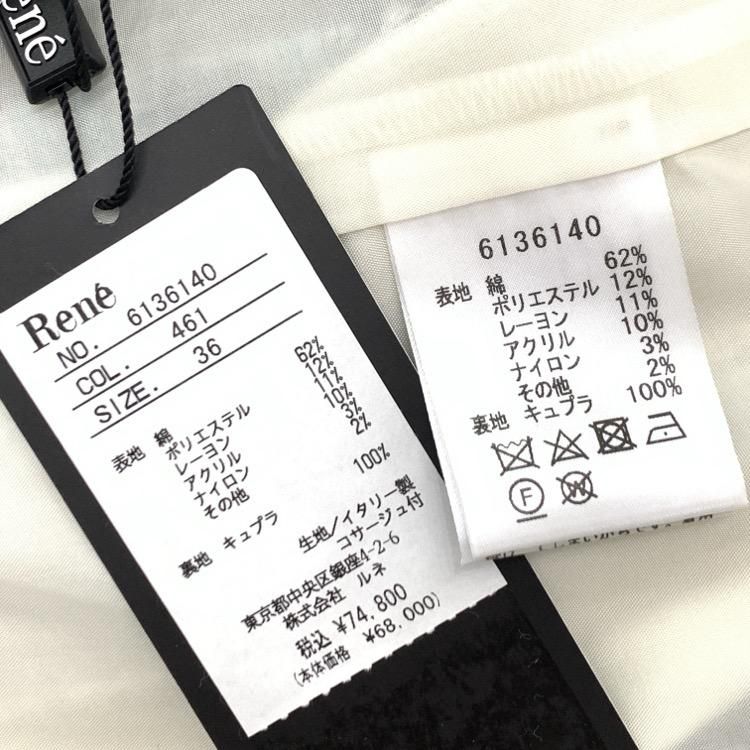 ené
René
NO. 6136140
COL. 461
SIZE. 36
表地 綿 62%
ポリエステル 12%
レーヨン 11%
アクリル 10%
ナイロン 3%
その他 2%
裏地 キュプラ 100%
生地/イタリー製
コサージュ付
東京都中央区銀座4-2-6
株式会社 ルネ
税込 ¥74,800
(本体価格 ¥68,000)
6136140
表地 綿 62%
ポリエステル 12%
レーヨン 11%
アクリル 10%
ナイロン 3%
その他 2%
裏地 キュプラ 100%
F
W